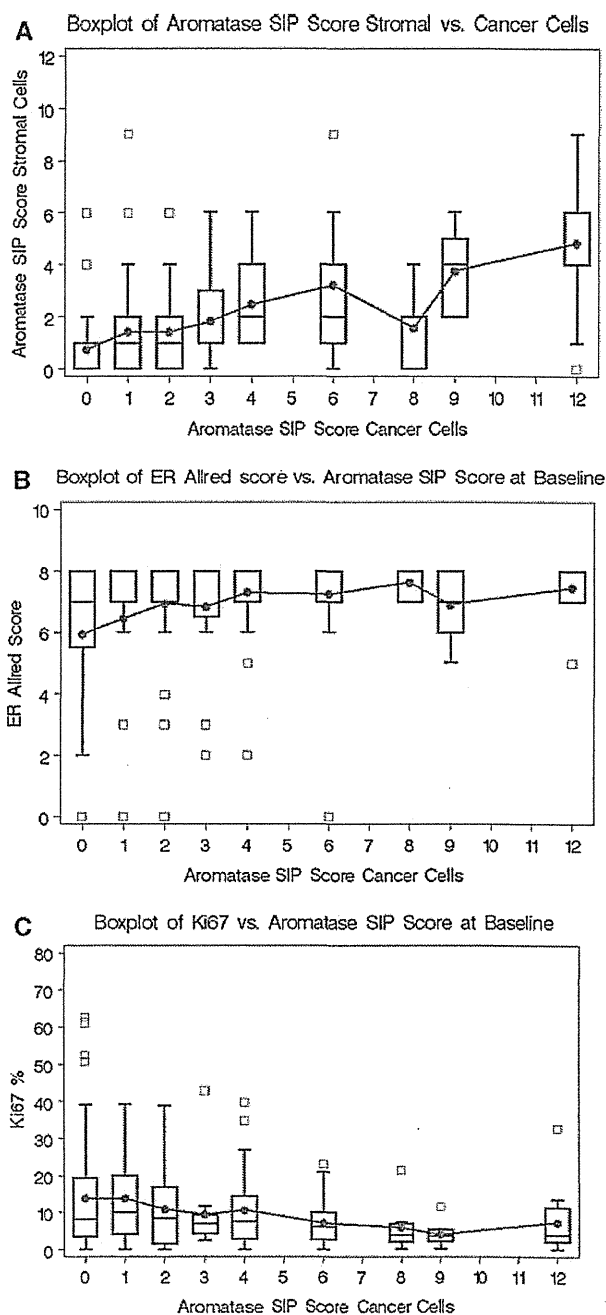 A Boxplot of Aromatase SIP Score Stromal vs. Cancer Cells
Aromatase SIP Score Stromal Cells
12
10
8
6
4
2
0
0 1 2 3 4 5 6 7 8 9 10 11 12
Aromatase SIP Score Cancer Cells
B Boxplot of ER Allred score vs. Aromatase SIP Score at Baseline
ER Allred Score
10
8
6
4
2
0
0 1 2 3 4 5 6 7 8 9 10 11 12
Aromatase SIP Score Cancer Cells
C Boxplot of Ki67 vs. Aromatase SIP Score at Baseline
Ki67 %
80
70
60
50
40
30
20
10
0
0 1 2 3 4 5 6 7 8 9 10 11 12
Aromatase SIP Score Cancer Cells